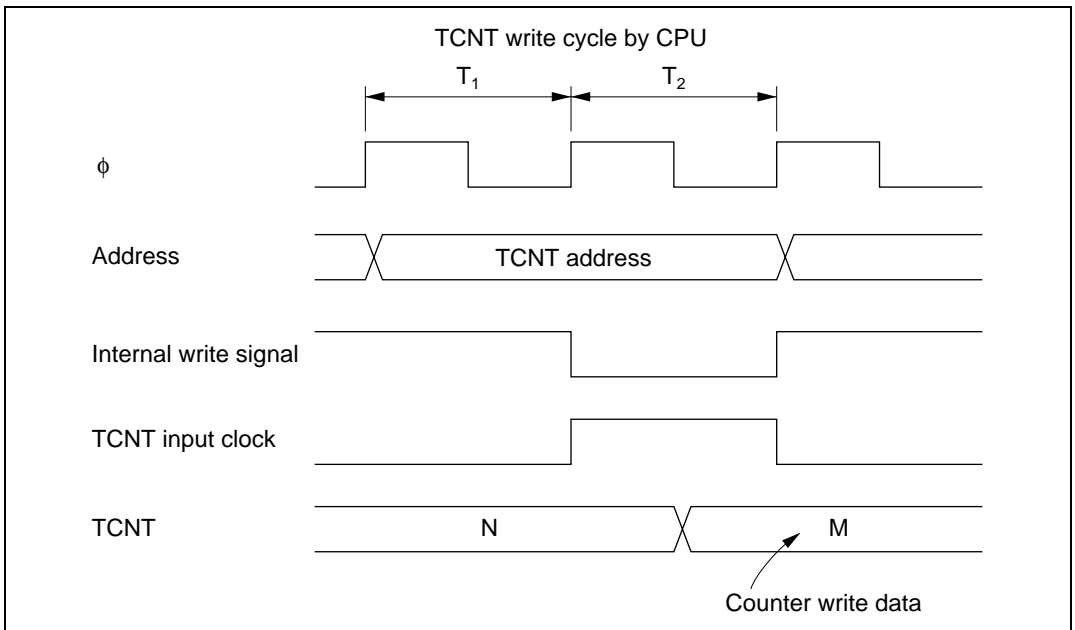 TCNT write cycle by CPU
T1 T2
ϕ
Address TCNT address
Internal write signal
TCNT input clock
TCNT N M
Counter write data